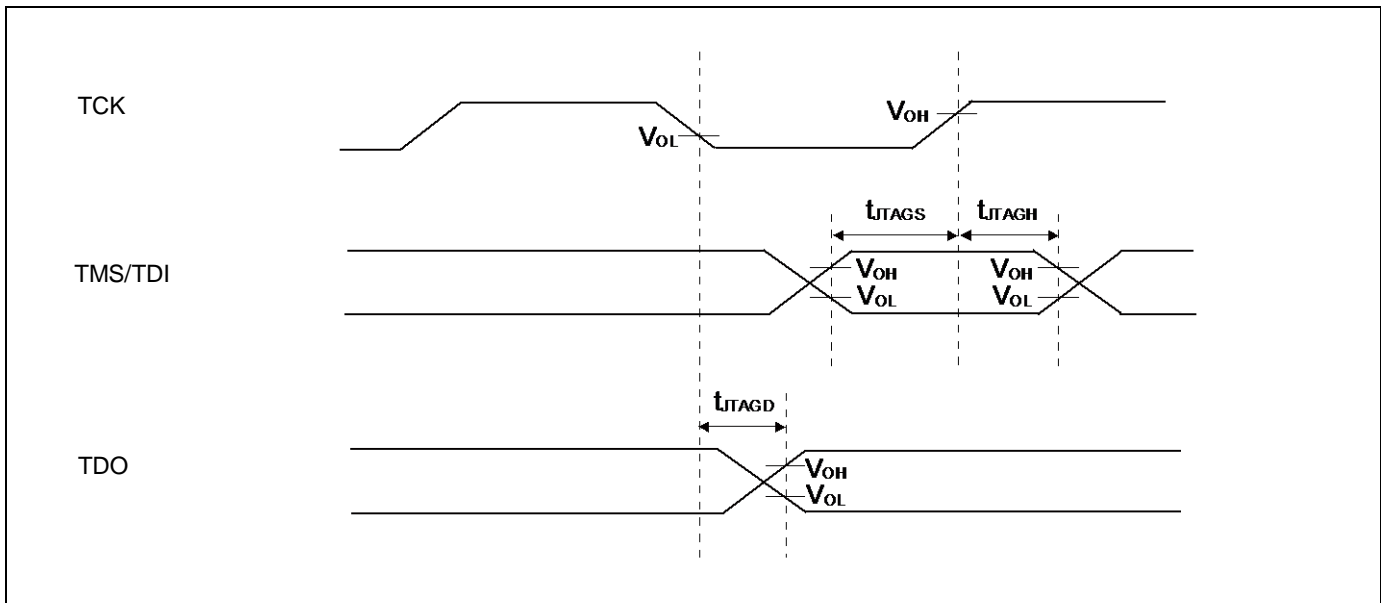 TCK
VOH
VOL
tJTAGS tJTAGH
TMS/TDI
VOH VOH
VOL VOL
tJTAGD
TDO
VOH
VOL